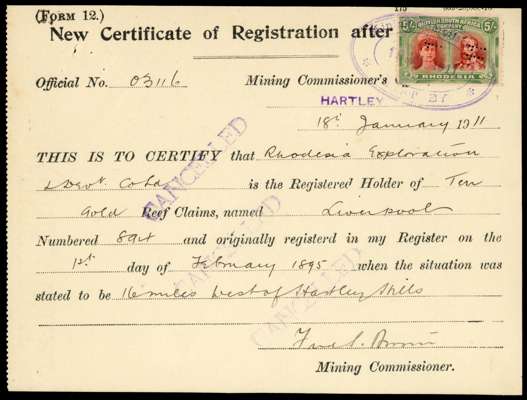 (FORM 12.)
New Certificate of Registration after
BRITISH SOUTH AFRICA
COMPANY
5/- 5/-
RHODESIA
Official No. 03116 Mining Commissioner's
HARTLEY
18th January 1911
THIS IS TO CERTIFY that Rhodesia Exploration
& Devt. Co Ltd is the Registered Holder of Ten
Gold Reef Claims, named Liverpool
Numbered and originally registerd in my Register on the
1st day of February 1895 when the situation was
stated to be 16 miles West of Hartley Hills
CANCELLED
CANCELLED
CANCELLED
Mining Commissioner.